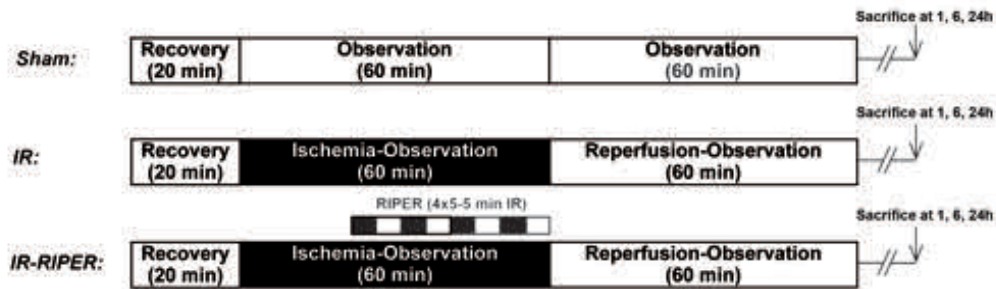 Sacrifice at 1, 6, 24h
Sham:
Recovery
(20 min)
Observation
(60 min)
Observation
(60 min)
Sacrifice at 1, 6, 24h
IR:
Recovery
(20 min)
Ischemia-Observation
(60 min)
Reperfusion-Observation
(60 min)
RIPER (4x5-5 min IR)
Sacrifice at 1, 6, 24h
IR-RIPER:
Recovery
(20 min)
Ischemia-Observation
(60 min)
Reperfusion-Observation
(60 min)